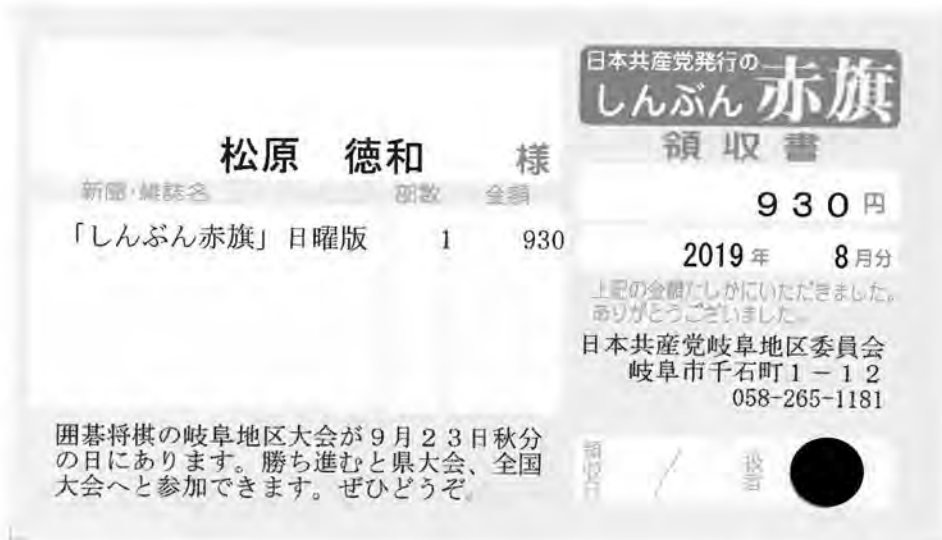 松原　徳和　様
新聞・雑誌名　部数　金額
「しんぶん赤旗」日曜版　1　930
囲碁将棋の岐阜地区大会が９月２３日秋分
の日にあります。勝ち進むと県大会、全国
大会へと参加できます。ぜひどうぞ。
日本共産党発行の
しんぶん赤旗
領収書
９３０円
2019年　8月分
上記の金額たしかにいただきました。
ありがとうございました。
日本共産党岐阜地区委員会
岐阜市千石町１－１２
058-265-1181
領収日　／　扱者